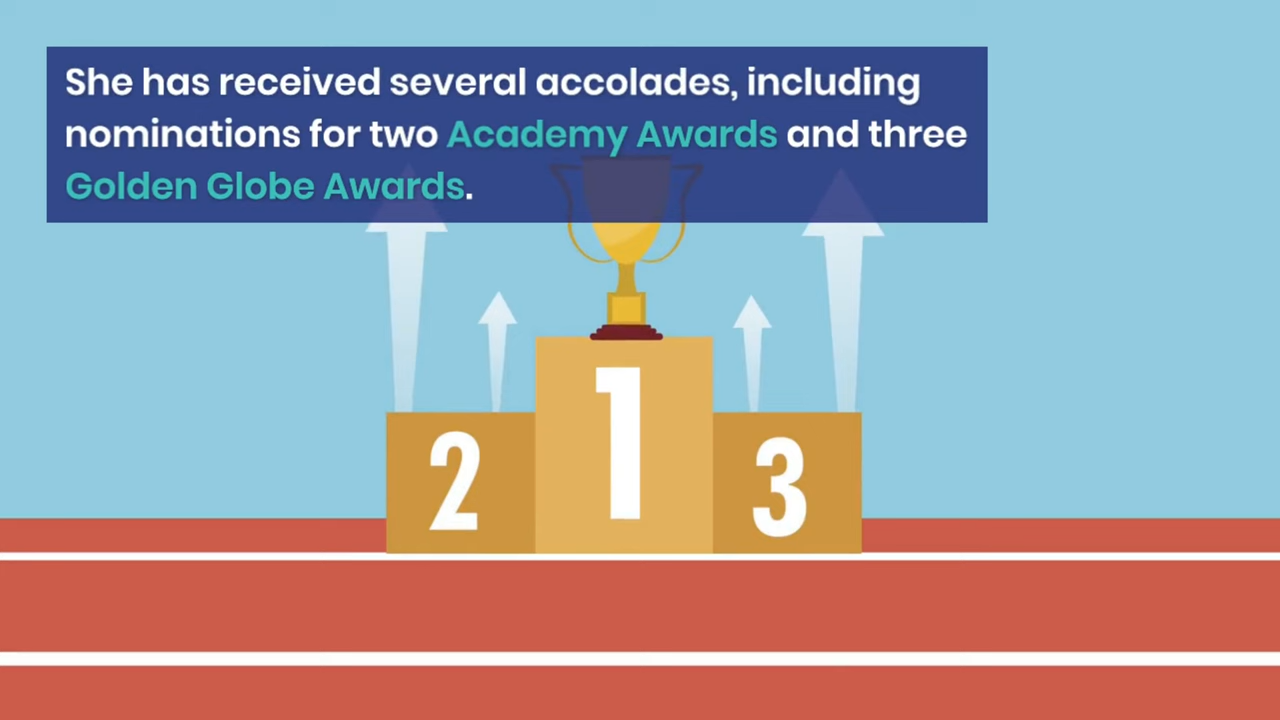 She has received several accolades, including
nominations for two Academy Awards and three
Golden Globe Awards.
2 1 3